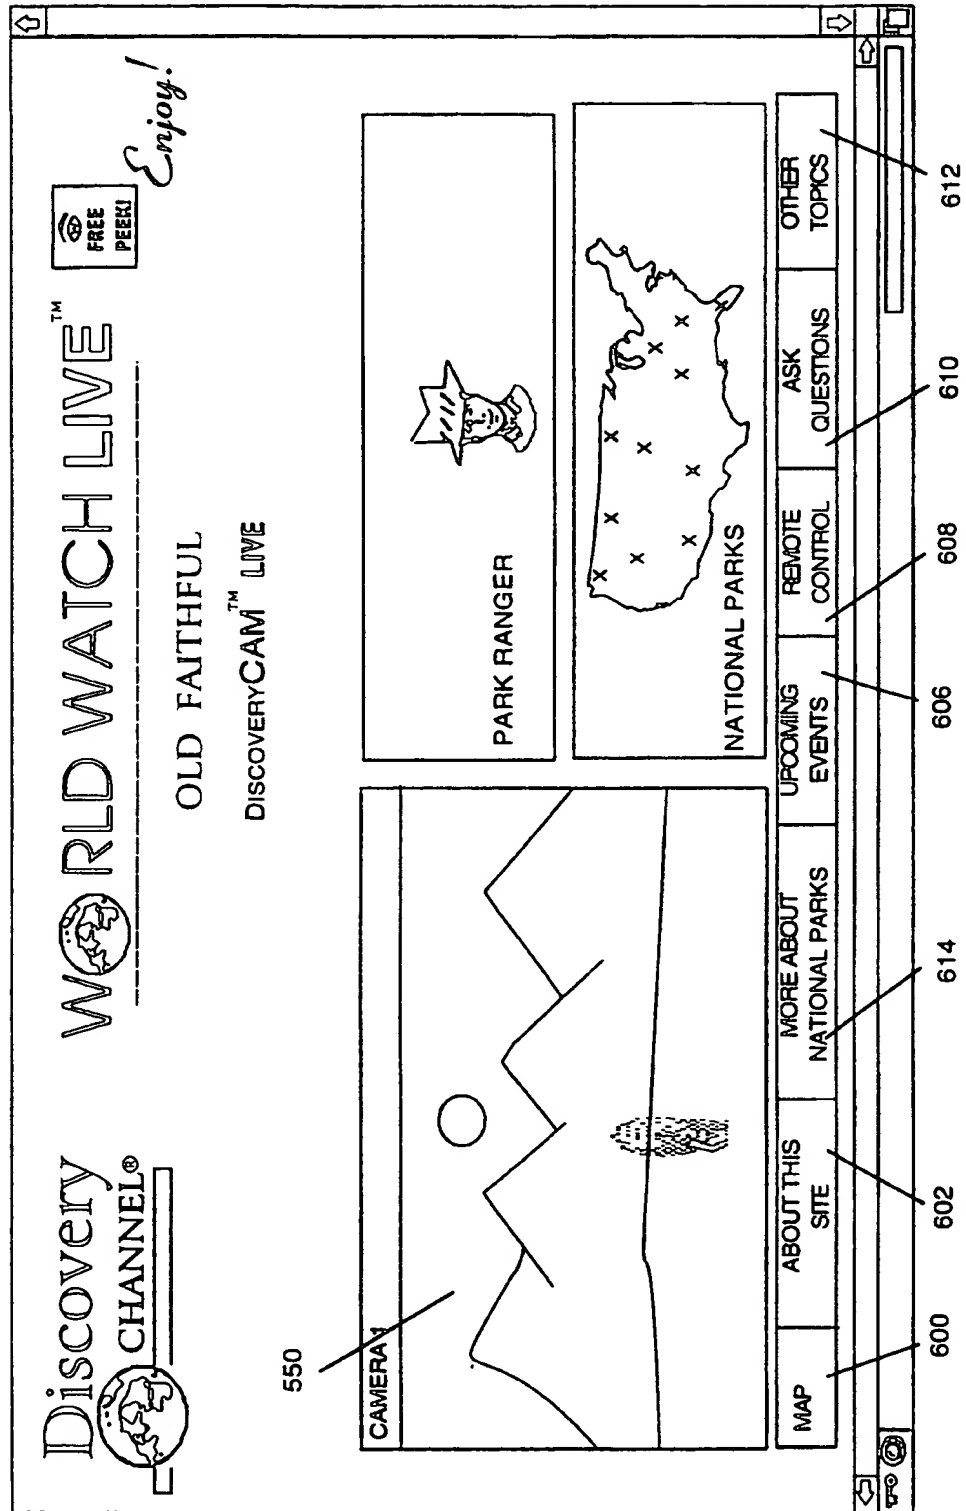 Discovery
CHANNEL®
WORLD WATCH LIVE™
FREE
PEEK!
Enjoy!
OLD FAITHFUL
DISCOVERYCAM™ LIVE
550
CAMERA 1
PARK RANGER
NATIONAL PARKS
MAP
ABOUT THIS
SITE
MORE ABOUT
NATIONAL PARKS
UPCOMING
EVENTS
REMOTE
CONTROL
ASK
QUESTIONS
OTHER
TOPICS
600
602
614
606
608
610
612